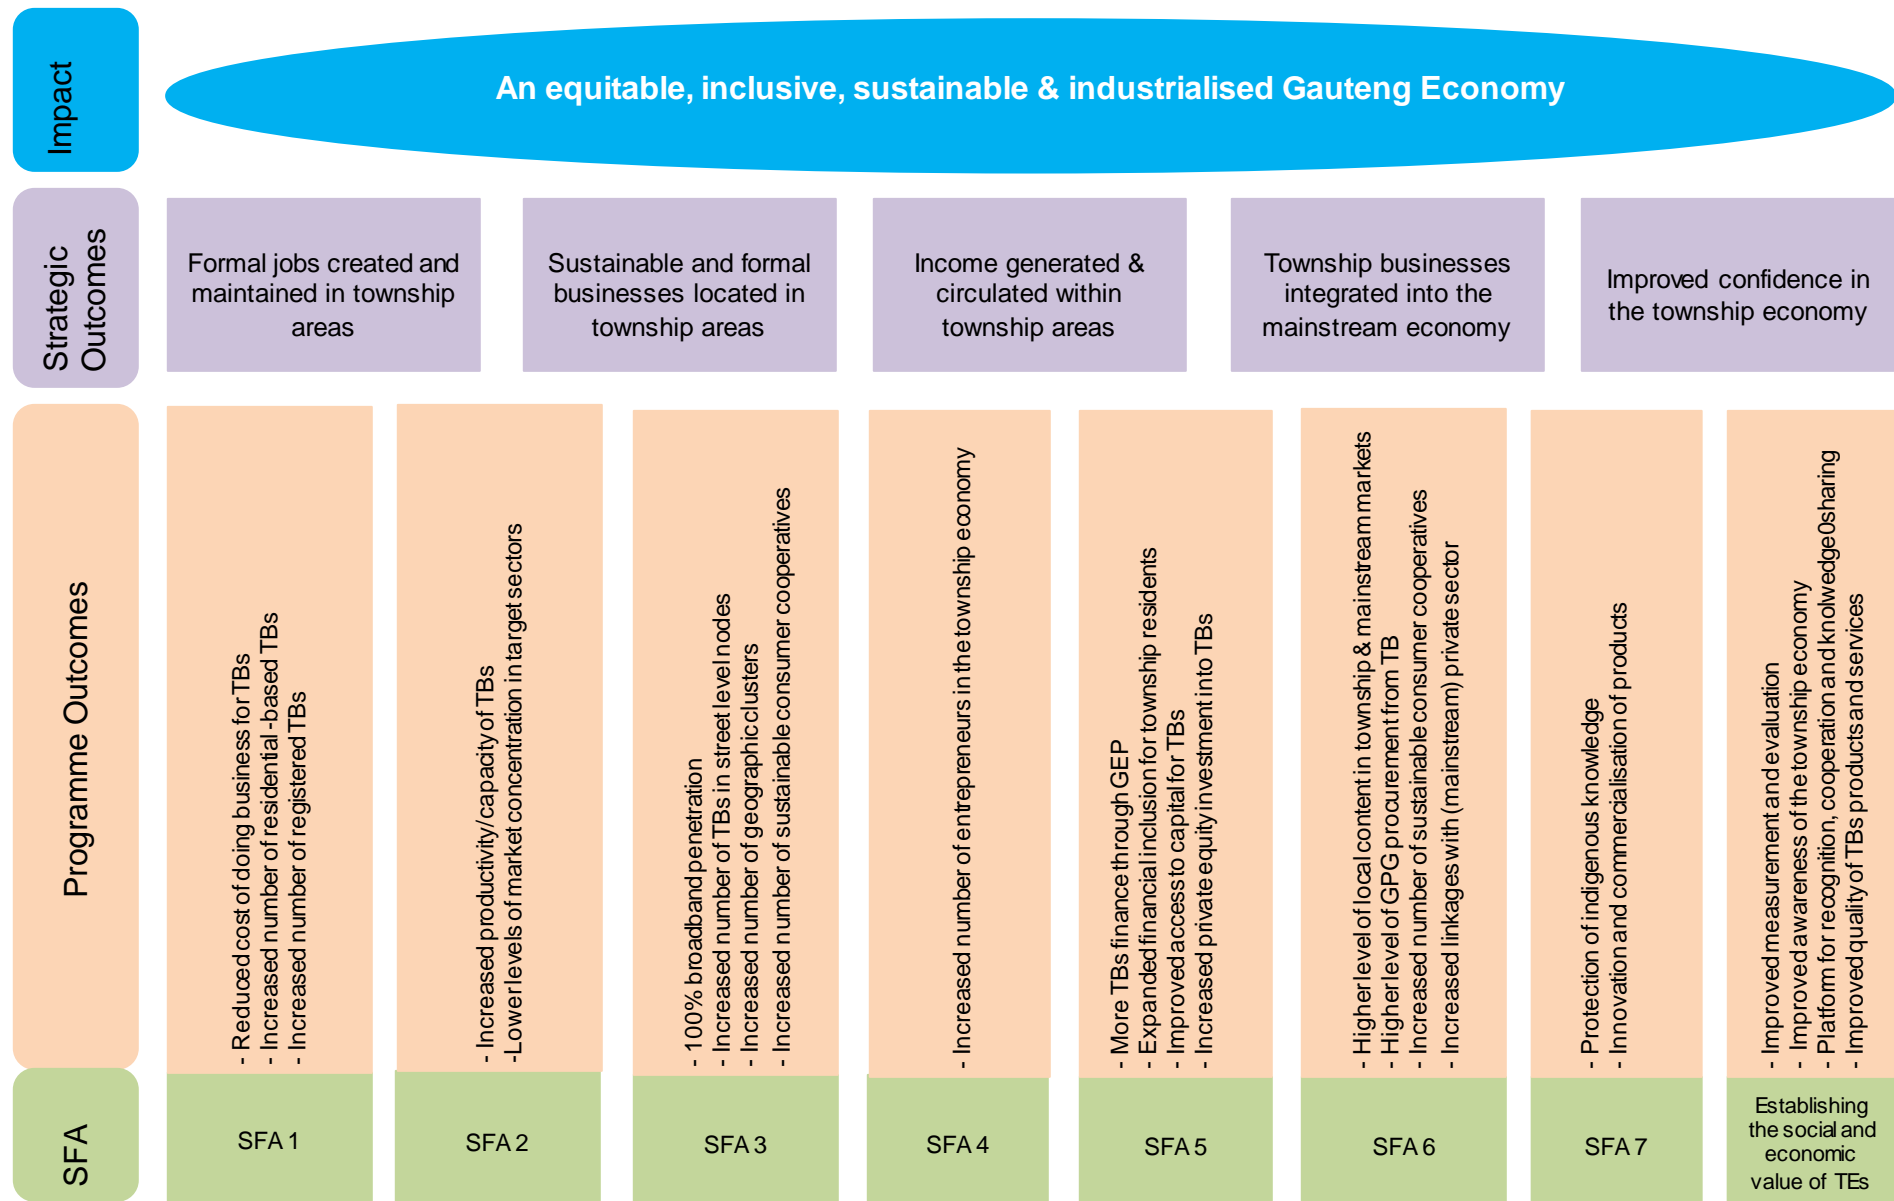 Impact
An equitable, inclusive, sustainable & industrialised Gauteng Economy
Strategic
Outcomes
Formal jobs created and
maintained in township
areas
Sustainable and formal
businesses located in
township areas
Income generated &
circulated within
township areas
Township businesses
integrated into the
mainstream economy
Improved confidence in
the township economy
Programme Outcomes
- Reduced cost of doing business for TBs
- Increased number of residential-based TBs
- Increased number of registered TBs
- Increased productivity/capacity of TBs
-Lower levels of market concentration in target sectors
- 100% broadband penetration
- Increased number of TBs in street level nodes
- Increased number of geographic clusters
- Increased number of sustainable consumer cooperatives
- Increased number of entrepreneurs in the township economy
- More TBs finance through GEP
- Expanded financial inclusion for township residents
- Improved access to capital for TBs
- Increased private equity investment into TBs
- Higher level of local content in township & mainstream markets
- Higher level of GPG procurement from TB
- Increased number of sustainable consumer cooperatives
- Increased linkages with (mainstream) private sector
- Protection of indigenous knowledge
- Innovation and commercialisation of products
- Improved measurement and evaluation
- Improved awareness of the township economy
- Platform for recognition, cooperation and knolwedge0sharing
- Improved quality of TBs products and services
SFA
SFA 1
SFA 2
SFA 3
SFA 4
SFA 5
SFA 6
SFA 7
Establishing
the social and
economic
value of TEs